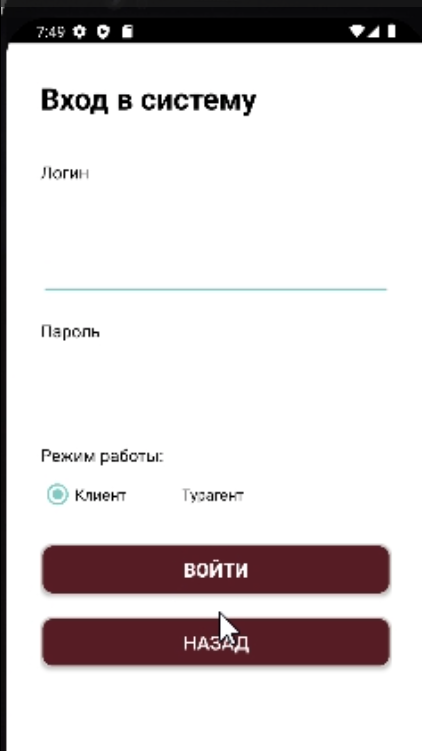 7:49
Вход в систему
Логин
Пароль
Режим работы:
Клиент Турагент
ВОЙТИ
НАЗАД